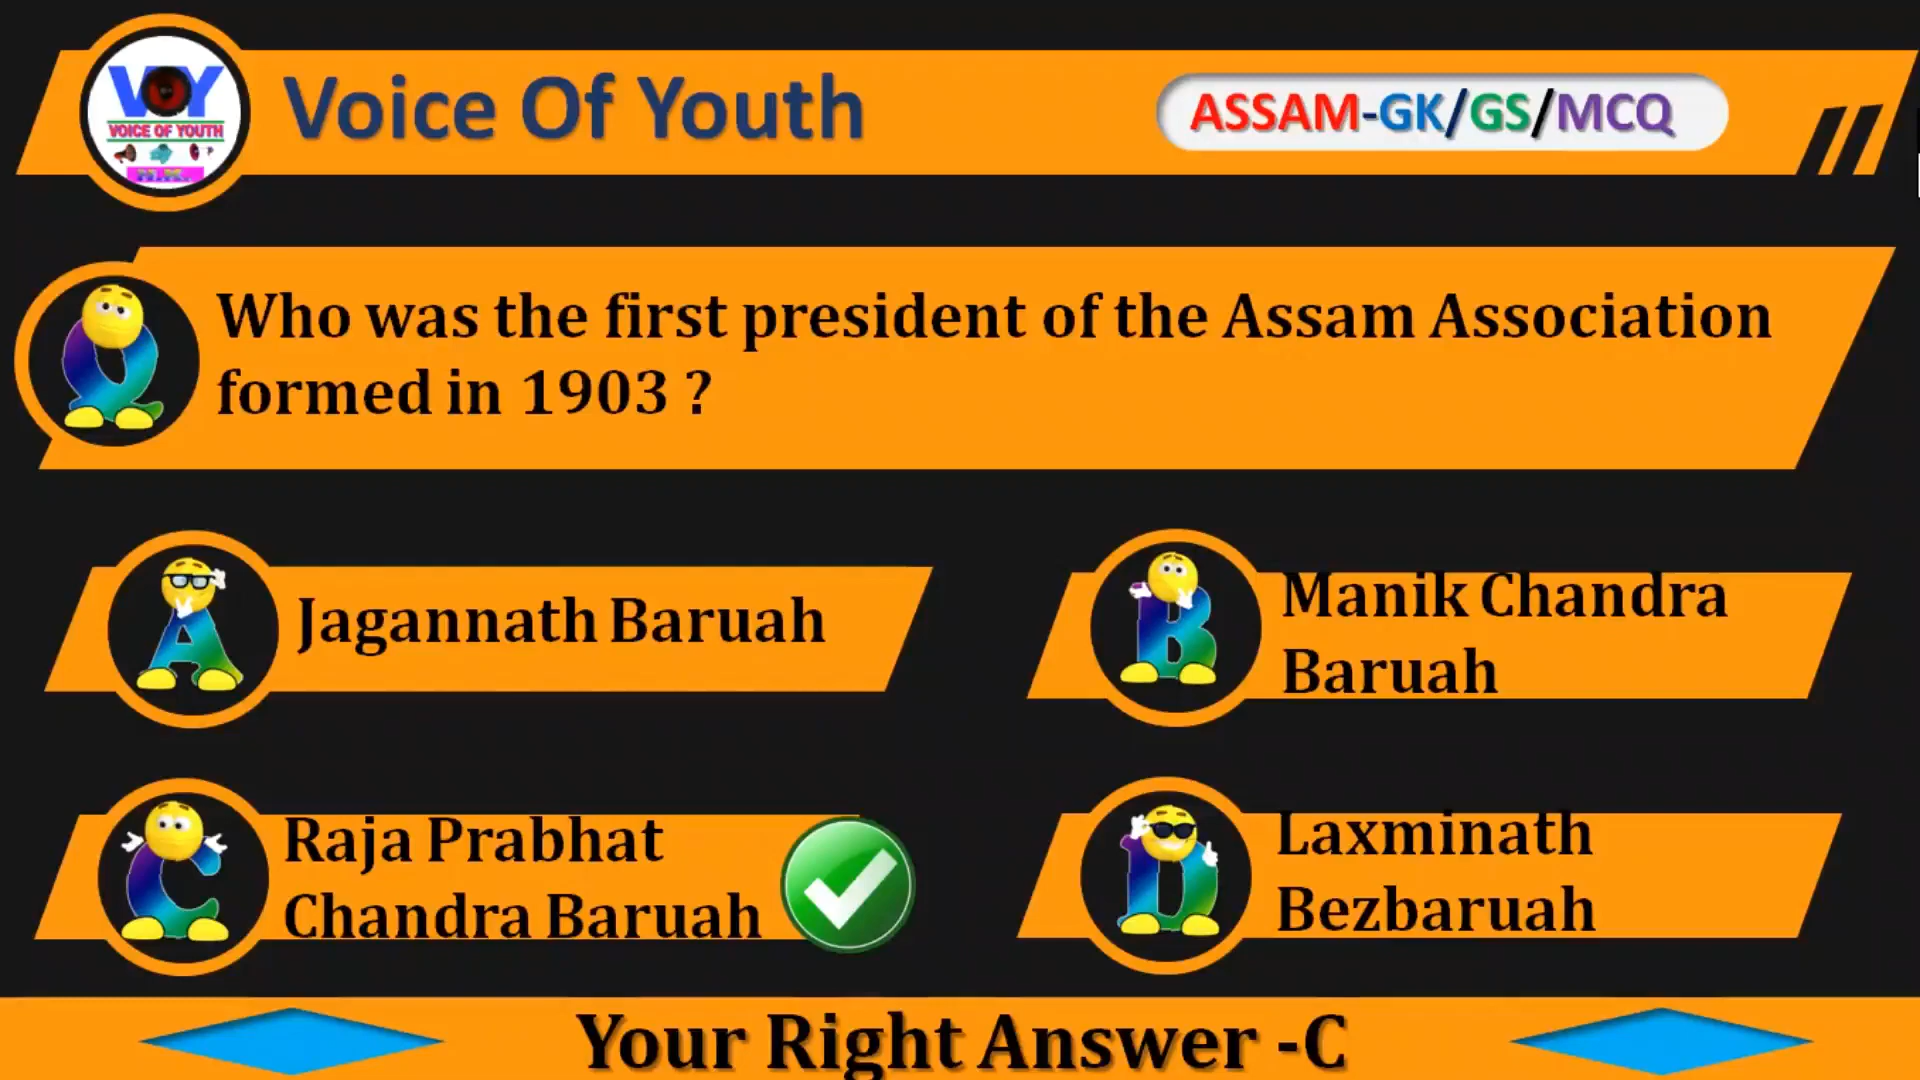 VOY
VOICE OF YOUTH
Voice Of Youth
ASSAM-GK/GS/MCQ
Q
Who was the first president of the Assam Association
formed in 1903 ?
A
Jagannath Baruah
B
Manik Chandra
Baruah
C
Raja Prabhat
Chandra Baruah
D
Laxminath
Bezbaruah
Your Right Answer -C